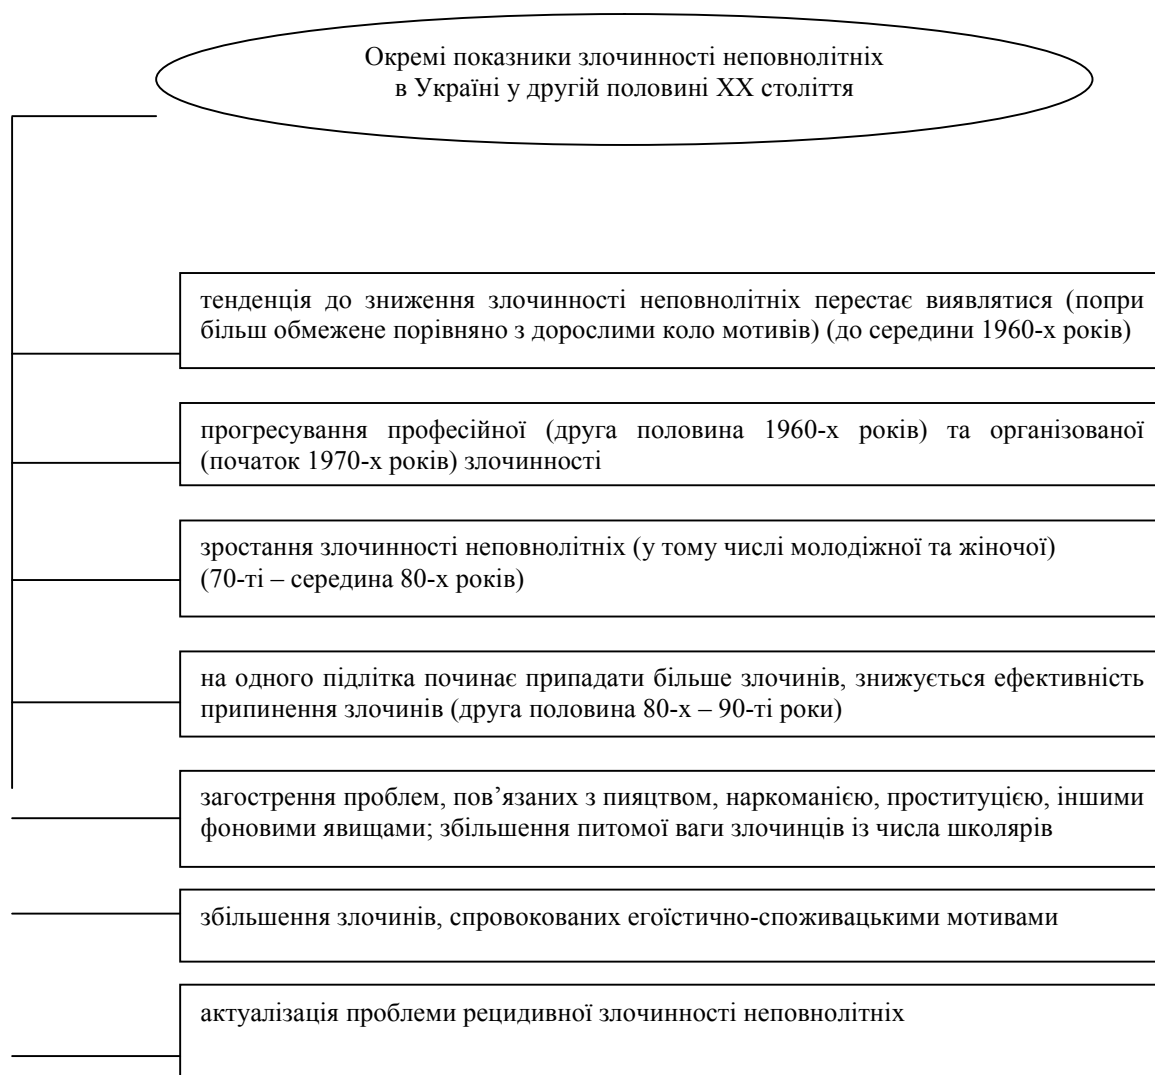 Окремі показники злочинності неповнолітніх
в Україні у другій половині ХХ століття
тенденція до зниження злочинності неповнолітніх перестає виявлятися (попри
більш обмежене порівняно з дорослими коло мотивів) (до середини 1960-х років)
прогресування професійної (друга половина 1960-х років) та організованої
(початок 1970-х років) злочинності
зростання злочинності неповнолітніх (у тому числі молодіжної та жіночої)
(70-ті – середина 80-х років)
на одного підлітка починає припадати більше злочинів, знижується ефективність
припинення злочинів (друга половина 80-х – 90-ті роки)
загострення проблем, пов’язаних з пияцтвом, наркоманією, проституцією, іншими
фоновими явищами; збільшення питомої ваги злочинців із числа школярів
збільшення злочинів, спровокованих егоїстично-споживацькими мотивами
актуалізація проблеми рецидивної злочинності неповнолітніх